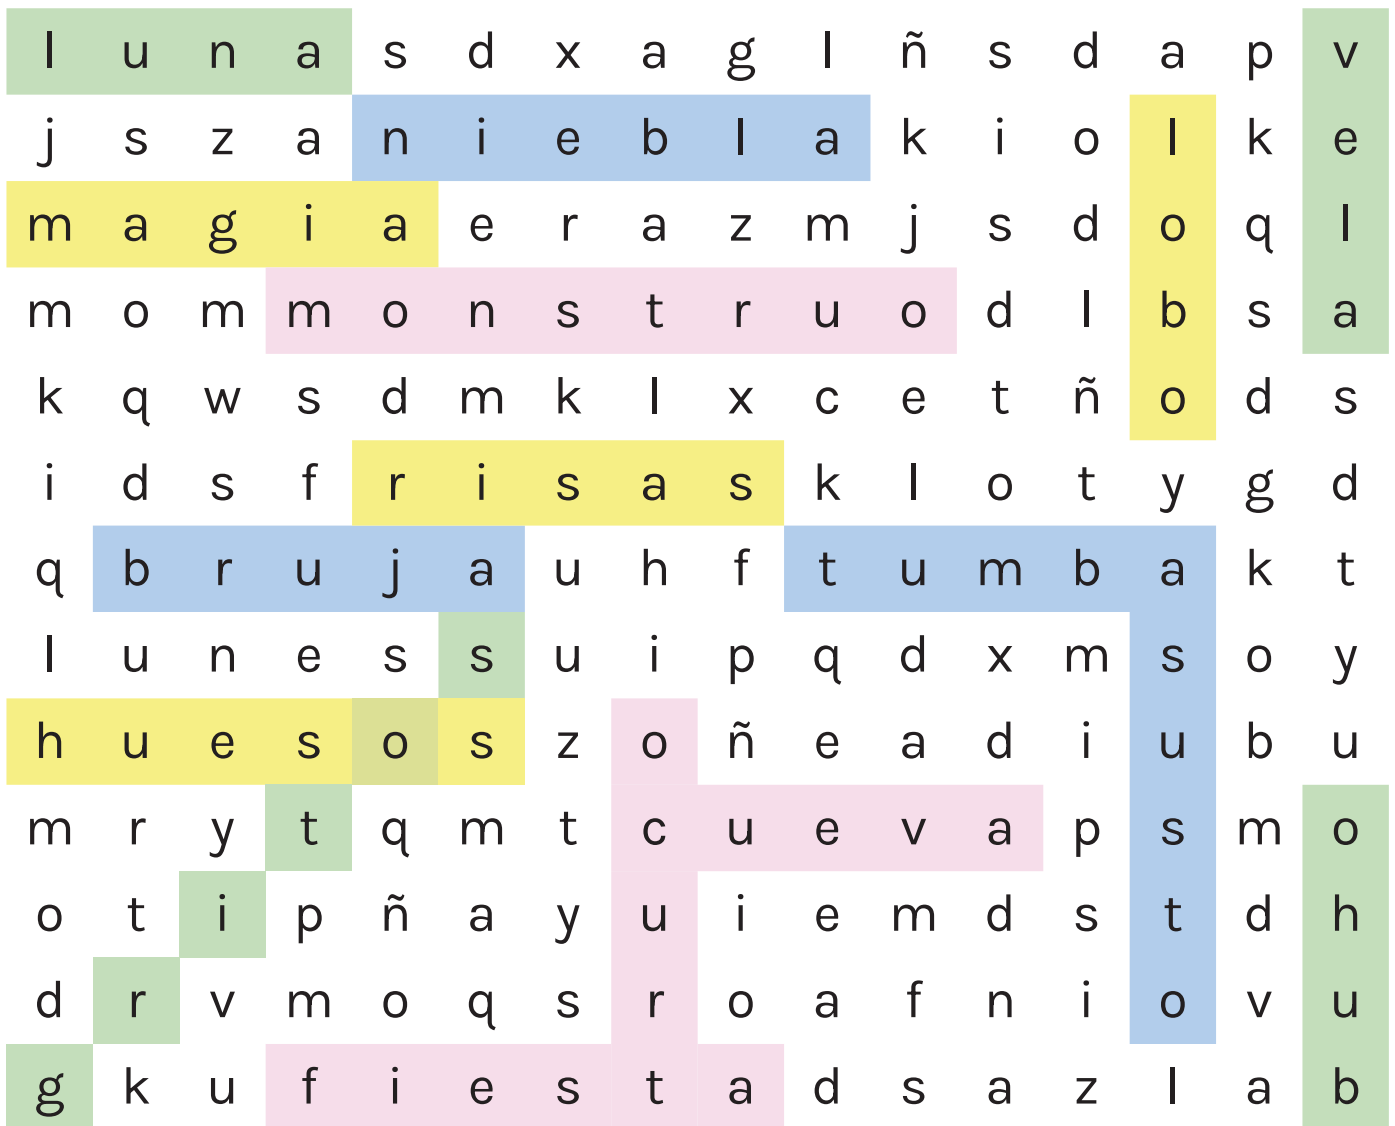 l u n a s d x a g l ñ s d a p v
j s z a n i e b l a k i o l k e
m a g i a e r a z m j s d o q l
m o m m o n s t r u o d l b s a
k q w s d m k l x c e t ñ o d s
i d s f r i s a s k l o t y g d
q b r u j a u h f t u m b a k t
l u n e s s u i p q d x m s o y
h u e s o s z o ñ e a d i u b u
m r y t q m t c u e v a p s m o
o t i p ñ a y u i e m d s t d h
d r v m o q s r o a f n i o v u
g k u f i e s t a d s a z l a b